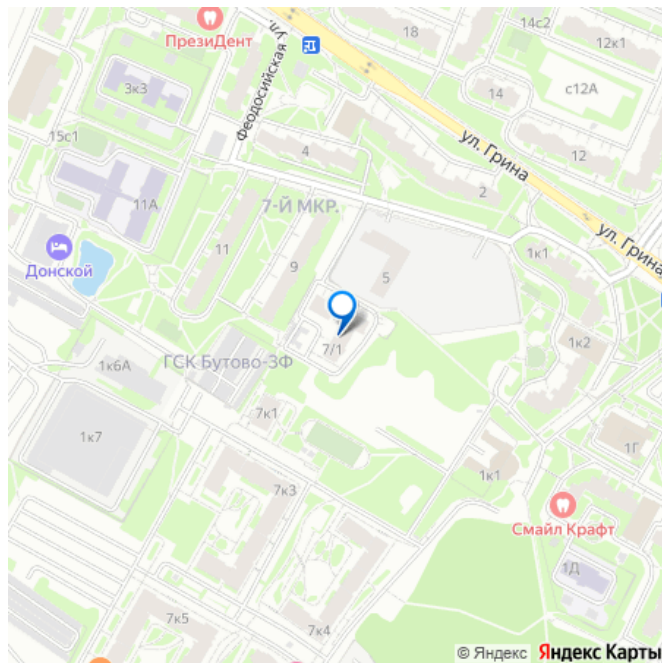 18
ПрезиДент
14с2
12к1
Феодосийская ул.
3к3
14
с12А
ул. Грина
15с1
4
12
11А
2
7-Й МКР.
ул. Грина
11
9
5
1к1
Донской
1к2
7/1
ГСК Бутово-3Ф
1к6А
7к1
1к7
1Г
1к1
7к3
Смайл Крафт
1Д
7к5
7к4
© Яндекс Яндекс Карты